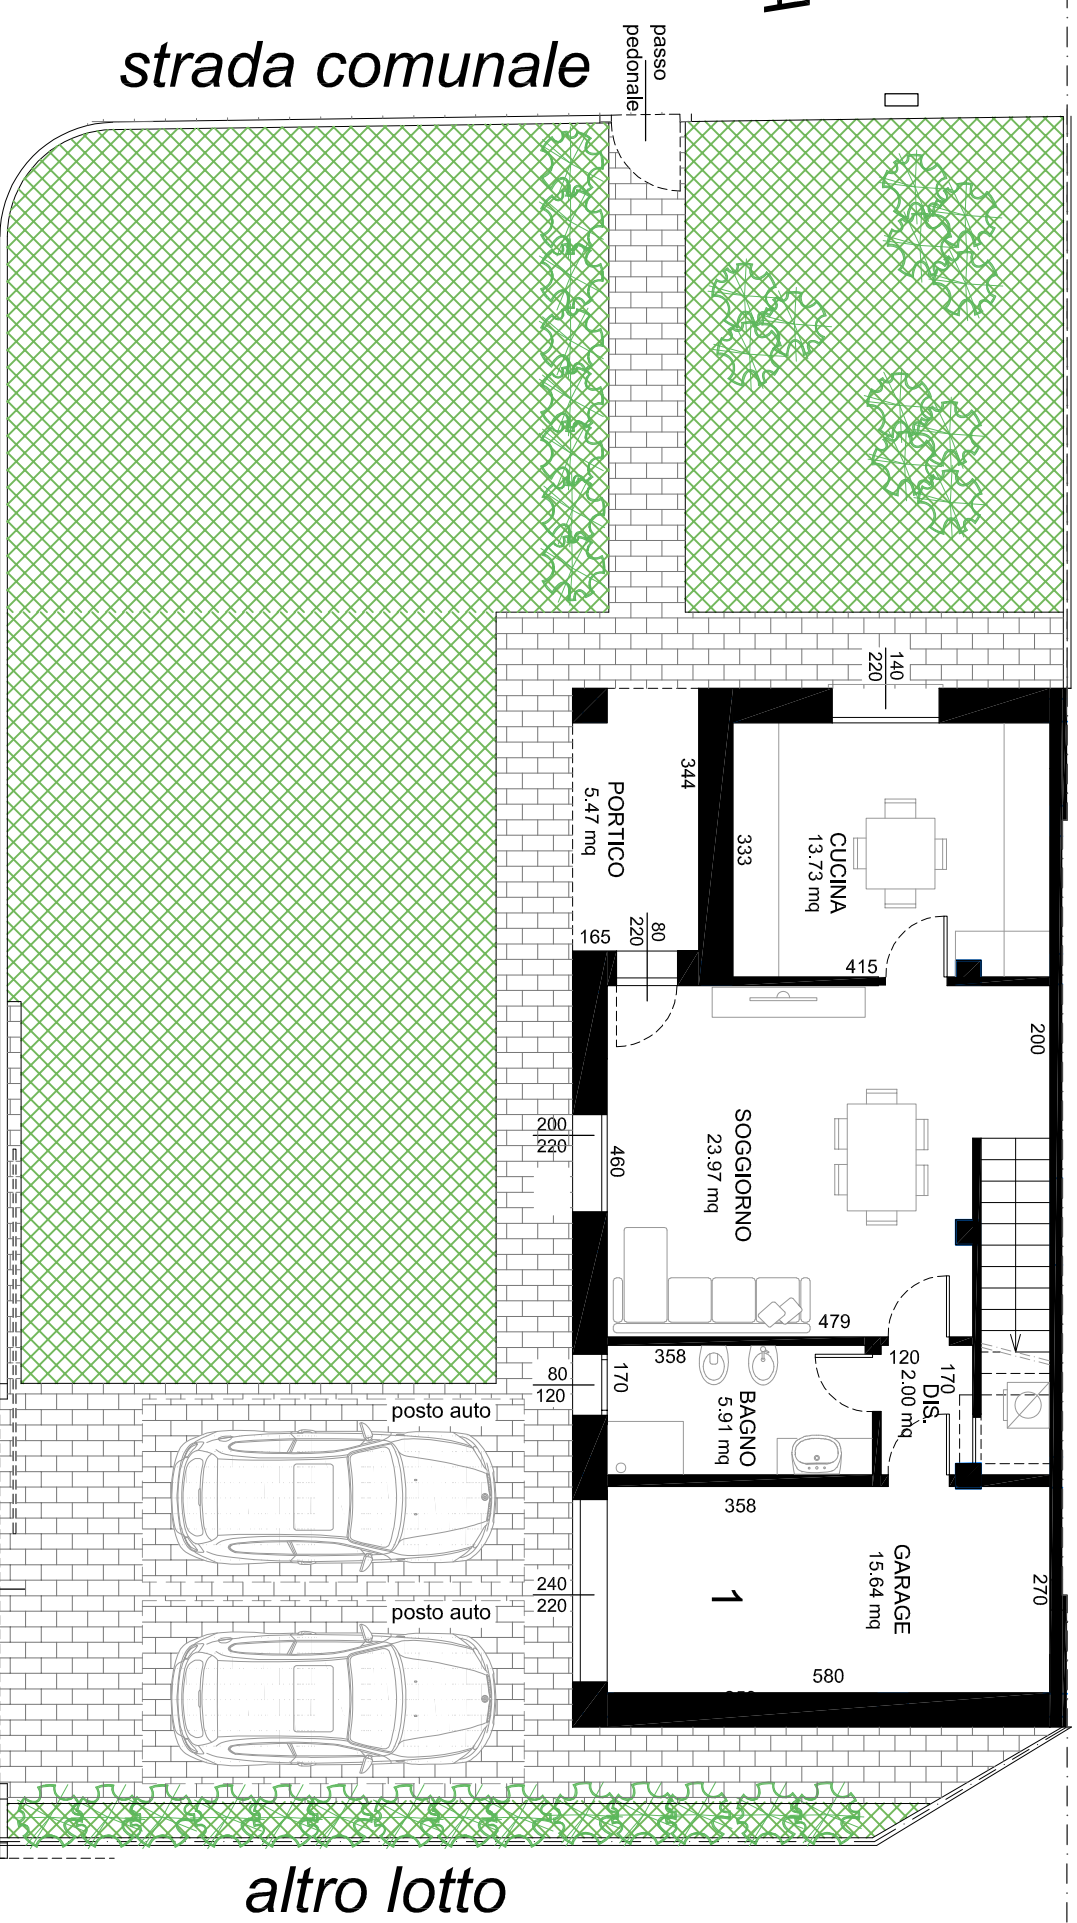 strada comunale
passo
pedonale
140
220
344
PORTICO
5.47 mq
333
CUCINA
13.73 mq
165
80
220
415
200
200
220
460
SOGGIORNO
23.97 mq
479
358
120
170
170
80
120
DIS.
2.00 mq
BAGNO
5.91 mq
posto auto
358
GARAGE
15.64 mq
270
240
220
1
posto auto
580
altro lotto